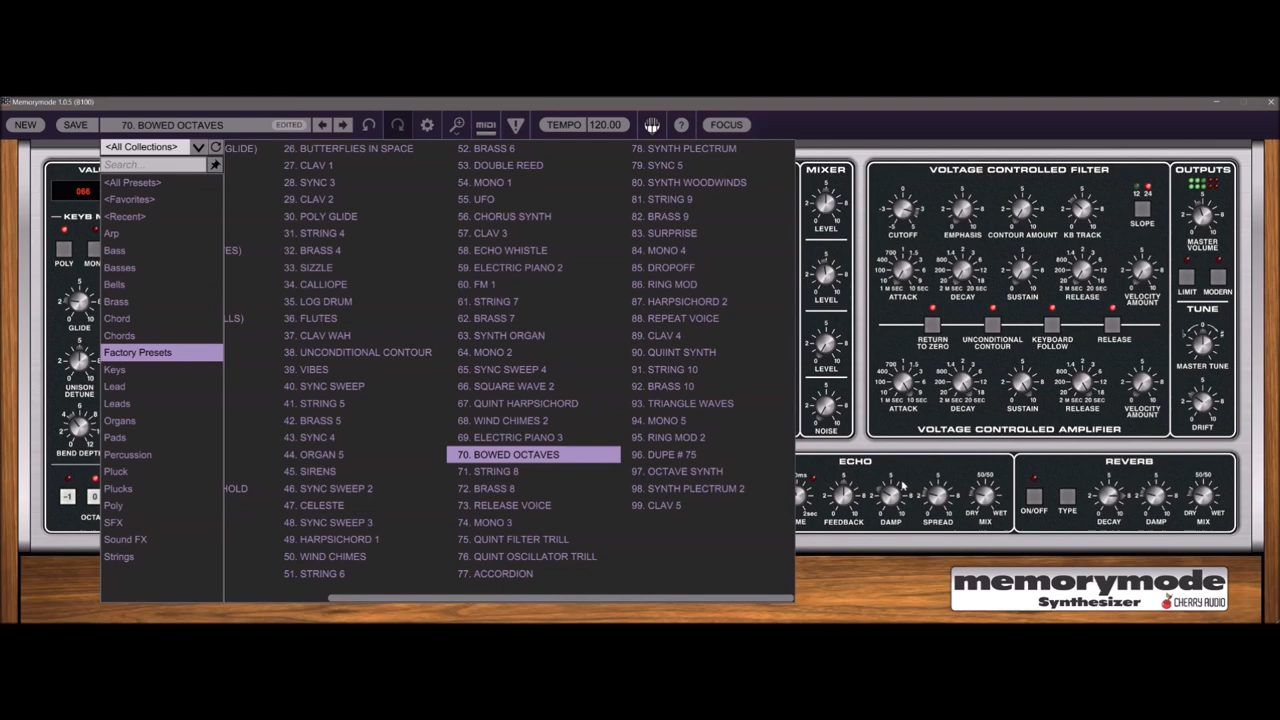 Memorymode 1.0.5 (8100)
NEW
SAVE
70. BOWED OCTAVES
EDITED
MIDI
TEMPO
120.00
?
FOCUS
<All Collections>
Search...
<All Presets>
<Favorites>
<Recent>
Arp
Bass
Basses
Bells
Brass
Chord
Chords
Factory Presets
Keys
Lead
Leads
Organs
Pads
Percussion
Pluck
Plucks
Poly
SFX
Sound FX
Strings
GLIDE)
ES)
LLS)
HOLD
26. BUTTERFLIES IN SPACE
27. CLAV 1
28. SYNC 3
29. CLAV 2
30. POLY GLIDE
31. STRING 4
32. BRASS 4
33. SIZZLE
34. CALLIOPE
35. LOG DRUM
36. FLUTES
37. CLAV WAH
38. UNCONDITIONAL CONTOUR
39. VIBES
40. SYNC SWEEP
41. STRING 5
42. BRASS 5
43. SYNC 4
44. ORGAN 5
45. SIRENS
46. SYNC SWEEP 2
47. CELESTE
48. SYNC SWEEP 3
49. HARPSICHORD 1
50. WIND CHIMES
51. STRING 6
52. BRASS 6
53. DOUBLE REED
54. MONO 1
55. UFO
56. CHORUS SYNTH
57. CLAV 3
58. ECHO WHISTLE
59. ELECTRIC PIANO 2
60. FM 1
61. STRING 7
62. BRASS 7
63. SYNTH ORGAN
64. MONO 2
65. SYNC SWEEP 4
66. SQUARE WAVE 2
67. QUINT HARPSICHORD
68. WIND CHIMES 2
69. ELECTRIC PIANO 3
70. BOWED OCTAVES
71. STRING 8
72. BRASS 8
73. RELEASE VOICE
74. MONO 3
75. QUINT FILTER TRILL
76. QUINT OSCILLATOR TRILL
77. ACCORDION
78. SYNTH PLECTRUM
79. SYNC 5
80. SYNTH WOODWINDS
81. STRING 9
82. BRASS 9
83. SURPRISE
84. MONO 4
85. DROPOFF
86. RING MOD
87. HARPSICHORD 2
88. REPEAT VOICE
89. CLAV 4
90. QUINT SYNTH
91. STRING 10
92. BRASS 10
93. TRIANGLE WAVES
94. MONO 5
95. RING MOD 2
96. DUPE # 75
97. OCTAVE SYNTH
98. SYNTH PLECTRUM 2
99. CLAV 5
066
POLY
GLIDE
UNISON
DETUNE
-1
0
MIXER
LEVEL
LEVEL
LEVEL
NOISE
VOLTAGE CONTROLLED FILTER
CUTOFF
EMPHASIS
CONTOUR AMOUNT
KB TRACK
12 24
SLOPE
ATTACK
DECAY
SUSTAIN
RELEASE
VELOCITY
AMOUNT
RETURN
TO ZERO
UNCONDITIONAL
CONTOUR
KEYBOARD
FOLLOW
RELEASE
ATTACK
DECAY
SUSTAIN
RELEASE
VELOCITY
AMOUNT
VOLTAGE CONTROLLED AMPLIFIER
OUTPUTS
MASTER
VOLUME
LIMIT
MODERN
TUNE
MASTER TUNE
DRIFT
ECHO
FEEDBACK
DAMP
SPREAD
50/50
DRY
WET
MIX
REVERB
ON/OFF
TYPE
DECAY
DAMP
50/50
DRY
WET
MIX
memorymode
Synthesizer
CHERRY AUDIO